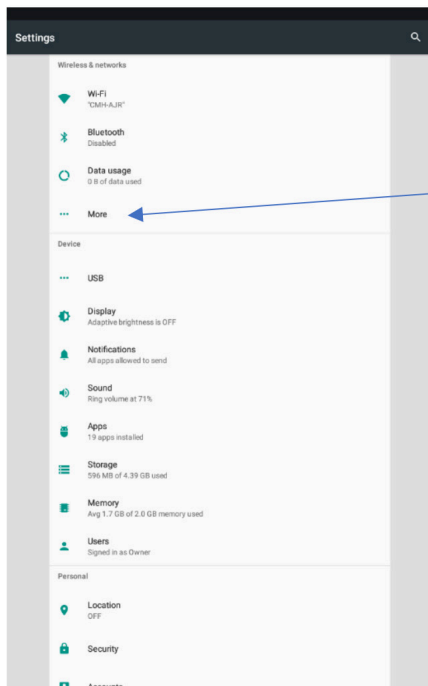 Settings
Wireless & networks
Wi-Fi
"CMH-AJR"
Bluetooth
Disabled
Data usage
0 B of data used
More
Device
USB
Display
Adaptive brightness is OFF
Notifications
All apps allowed to send
Sound
Ring volume at 71%
Apps
19 apps installed
Storage
596 MB of 4.39 GB used
Memory
Avg 1.7 GB of 2.0 GB memory used
Users
Signed in as Owner
Personal
Location
OFF
Security
Accounts